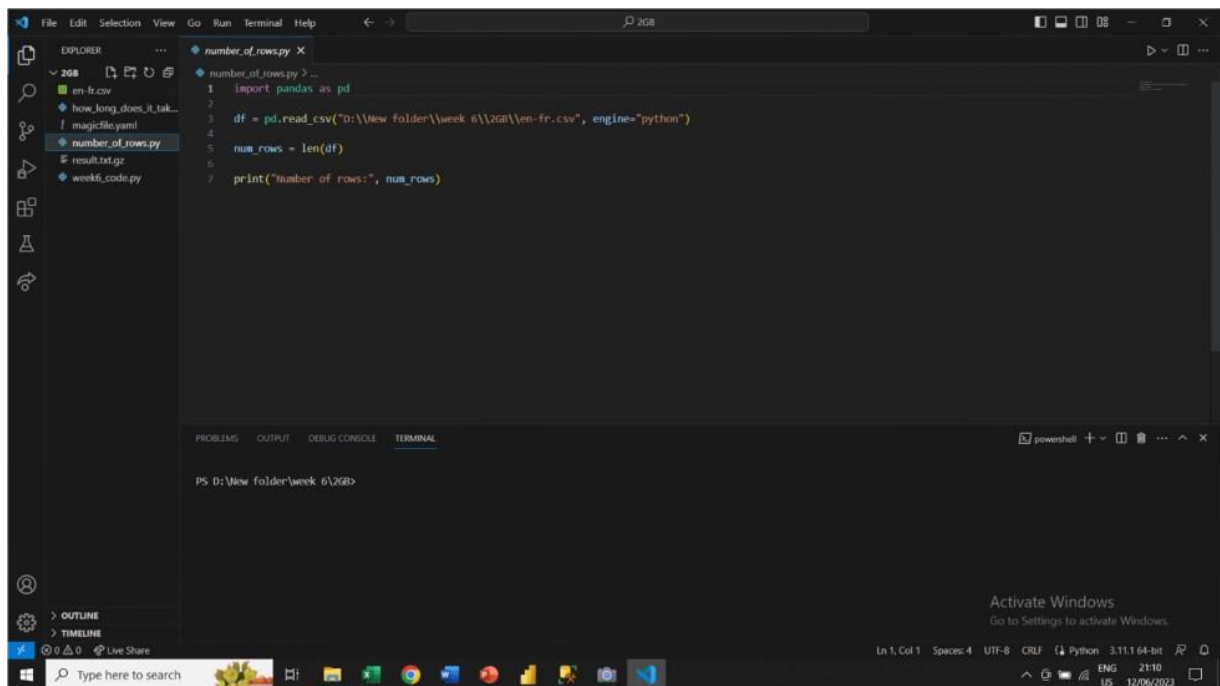 File Edit Selection View Go Run Terminal Help
2GB
EXPLORER
number_of_rows.py
2GB
en-fr.csv
how_long_does_it_tak...
magicfile.yaml
number_of_rows.py
result.txt.gz
week6_code.py
number_of_rows.py > ...
1 import pandas as pd
2
3 df = pd.read_csv("D:\\New folder\\week 6\\2GB\\en-fr.csv", engine="python")
4
5 num_rows = len(df)
6
7 print("Number of rows:", num_rows)
PROBLEMS OUTPUT DEBUG CONSOLE TERMINAL
powershell
PS D:\New folder\week 6\2GB>
Activate Windows
Go to Settings to activate Windows.
OUTLINE
TIMELINE
0 0 Live Share
Ln 1, Col 1 Spaces: 4 UTF-8 CRLF Python 3.11.1 64-bit
Type here to search
ENG
US
21:10
12/06/2023